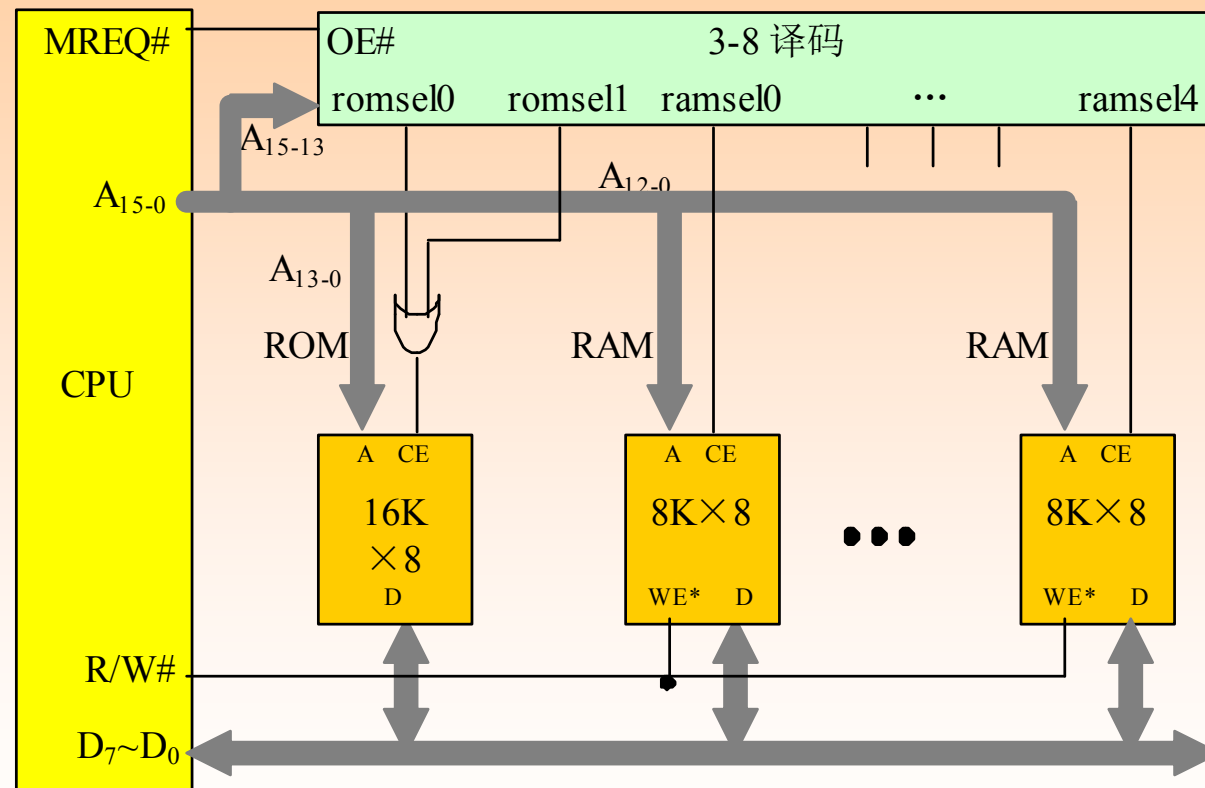 MREQ#
OE#
3-8 译码
romsel0
romsel1
ramsel0
...
ramsel4
A15-13
A15-0
A12-0
A13-0
ROM
RAM
RAM
CPU
A CE
16K
×8
D
A CE
8K×8
WE* D
A CE
8K×8
WE* D
R/W#
D7~D0